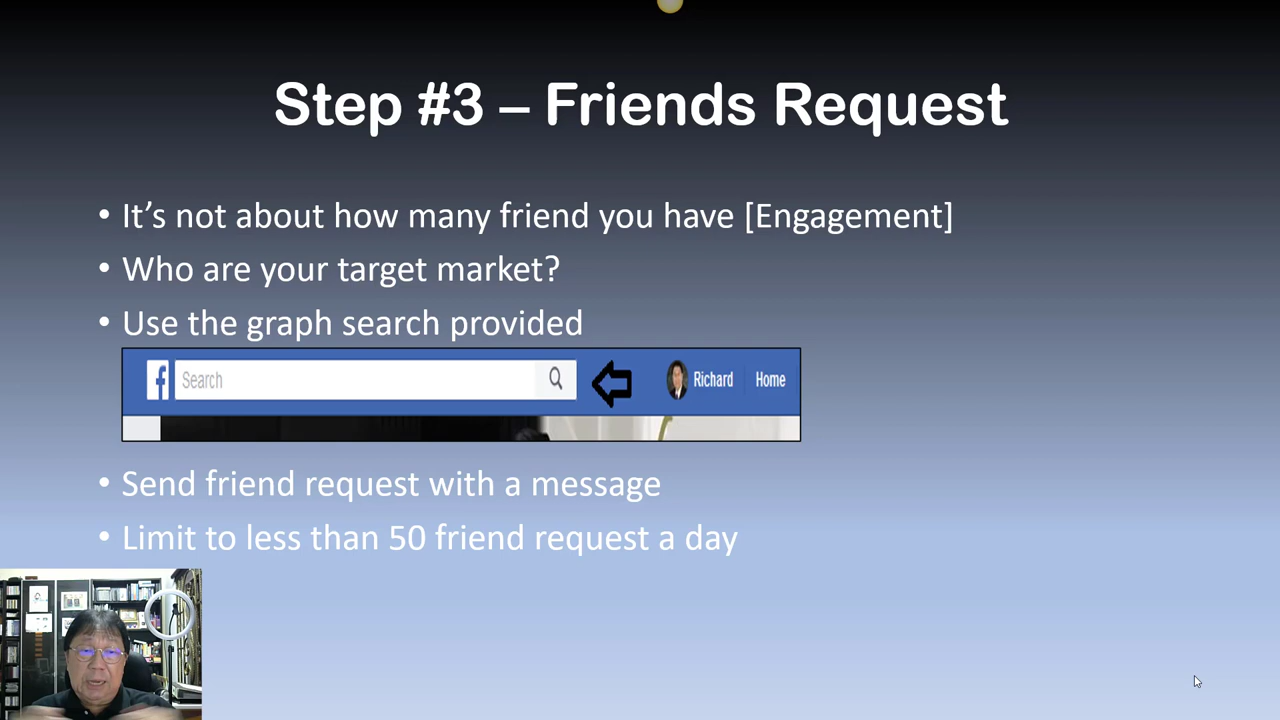 Step #3 – Friends Request
• It’s not about how many friend you have [Engagement]
• Who are your target market?
• Use the graph search provided
f Search Richard Home
• Send friend request with a message
• Limit to less than 50 friend request a day